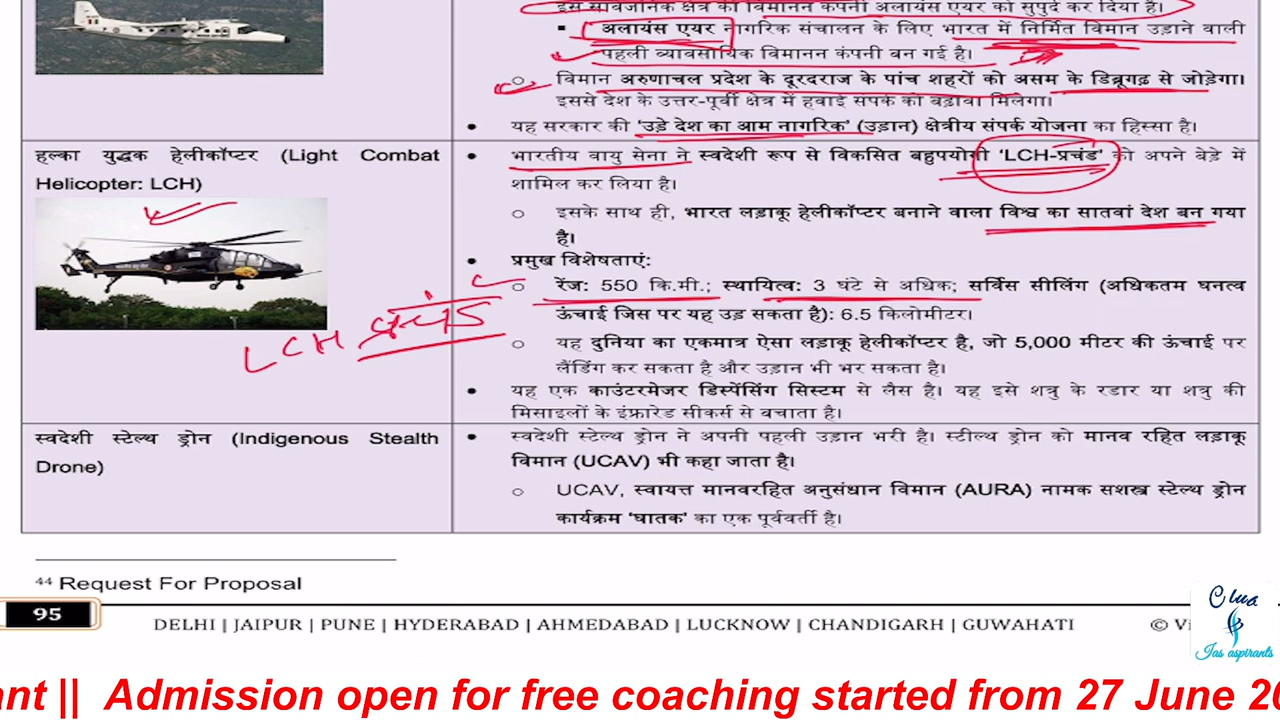 इस सार्वजनिक क्षेत्र की विमानन कंपनी अलायंस एयर को सुपुर्द कर दिया है।
▪ अलायंस एयर नागरिक संचालन के लिए भारत में निर्मित विमान उड़ाने वाली
पहली व्यावसायिक विमानन कंपनी बन गई है।
○ विमान अरुणाचल प्रदेश के दूरदराज के पांच शहरों को असम के डिब्रूगढ़ से जोड़ेगा।
इससे देश के उत्तर-पूर्वी क्षेत्र में हवाई संपर्क को बढ़ावा मिलेगा।
• यह सरकार की 'उड़े देश का आम नागरिक' (उड़ान) क्षेत्रीय संपर्क योजना का हिस्सा है।
हल्का युद्धक हेलीकॉप्टर (Light Combat
Helicopter: LCH)
• भारतीय वायु सेना ने स्वदेशी रूप से विकसित बहुपयोगी 'LCH-प्रचंड' को अपने बेड़े में
शामिल कर लिया है।
○ इसके साथ ही, भारत लड़ाकू हेलीकॉप्टर बनाने वाला विश्व का सातवां देश बन गया
है।
• प्रमुख विशेषताएं:
○ रेंज: 550 कि.मी.; स्थायित्व: 3 घंटे से अधिक; सर्विस सीलिंग (अधिकतम घनत्व
ऊंचाई जिस पर यह उड़ सकता है): 6.5 किलोमीटर।
○ यह दुनिया का एकमात्र ऐसा लड़ाकू हेलीकॉप्टर है, जो 5,000 मीटर की ऊंचाई पर
लैंडिंग कर सकता है और उड़ान भी भर सकता है।
• यह एक काउंटरमेजर डिस्पेंसिंग सिस्टम से लैस है। यह इसे शत्रु के रडार या शत्रु की
मिसाइलों के इंफ्रारेड सीकर्स से बचाता है।
LCH प्रचंड
स्वदेशी स्टेल्थ ड्रोन (Indigenous Stealth
Drone)
• स्वदेशी स्टेल्थ ड्रोन ने अपनी पहली उड़ान भरी है। स्टील्थ ड्रोन को मानव रहित लड़ाकू
विमान (UCAV) भी कहा जाता है।
○ UCAV, स्वायत्त मानवरहित अनुसंधान विमान (AURA) नामक सशस्त्र स्टेल्थ ड्रोन
कार्यक्रम 'घातक' का एक पूर्ववर्ती है।
44 Request For Proposal
95
DELHI | JAIPUR | PUNE | HYDERABAD | AHMEDABAD | LUCKNOW | CHANDIGARH | GUWAHATI
©
Ias aspirants
Admission open for free coaching started from 27 June